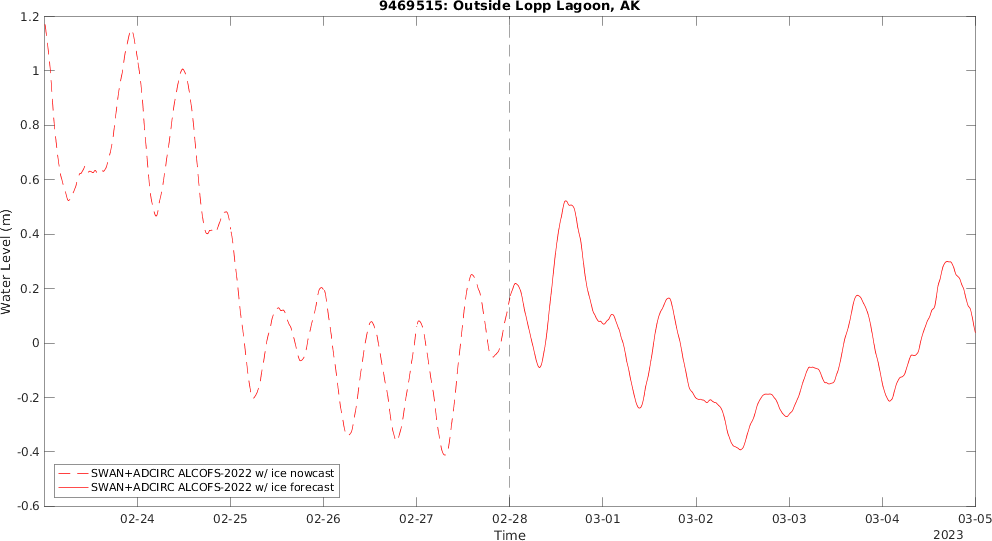 9469515: Outside Lopp Lagoon, AK
1.2
1
0.8
0.6
0.4
0.2
0
-0.2
-0.4
-0.6
Water Level (m)
SWAN+ADCIRC ALCOFS-2022 w/ ice nowcast
SWAN+ADCIRC ALCOFS-2022 w/ ice forecast
02-24 02-25 02-26 02-27 02-28 03-01 03-02 03-03 03-04 03-05
Time
2023